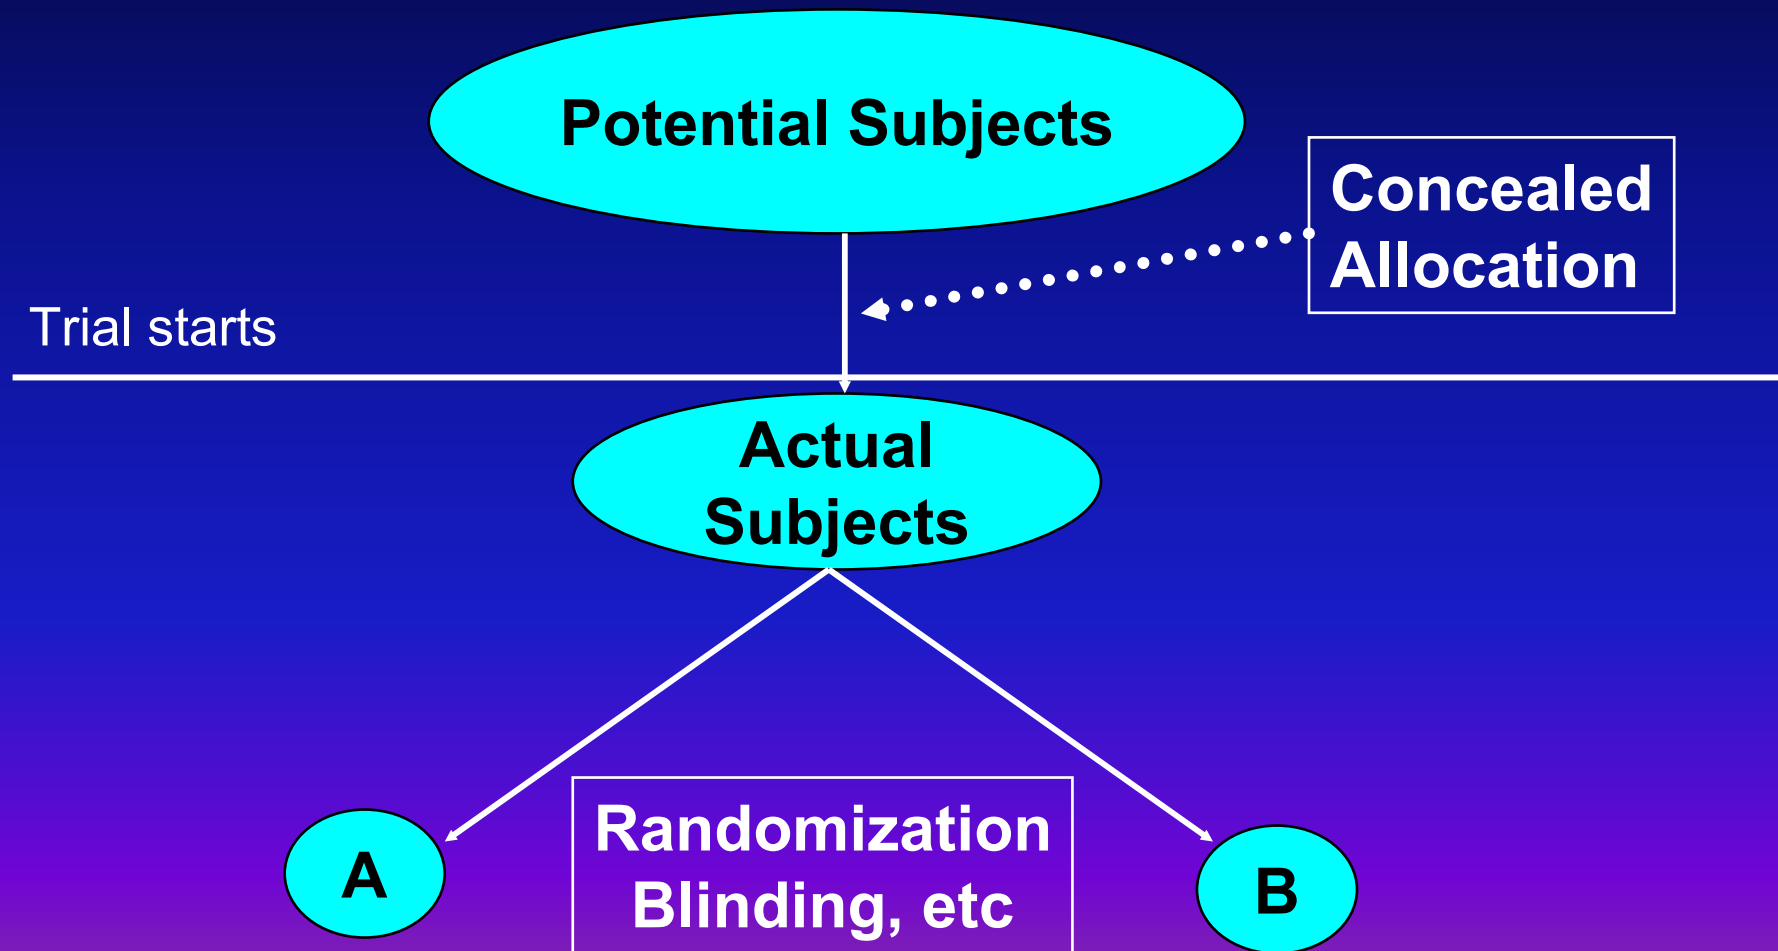 Potential Subjects
Concealed
Allocation
Trial starts
Actual
Subjects
A
Randomization
Blinding, etc
B